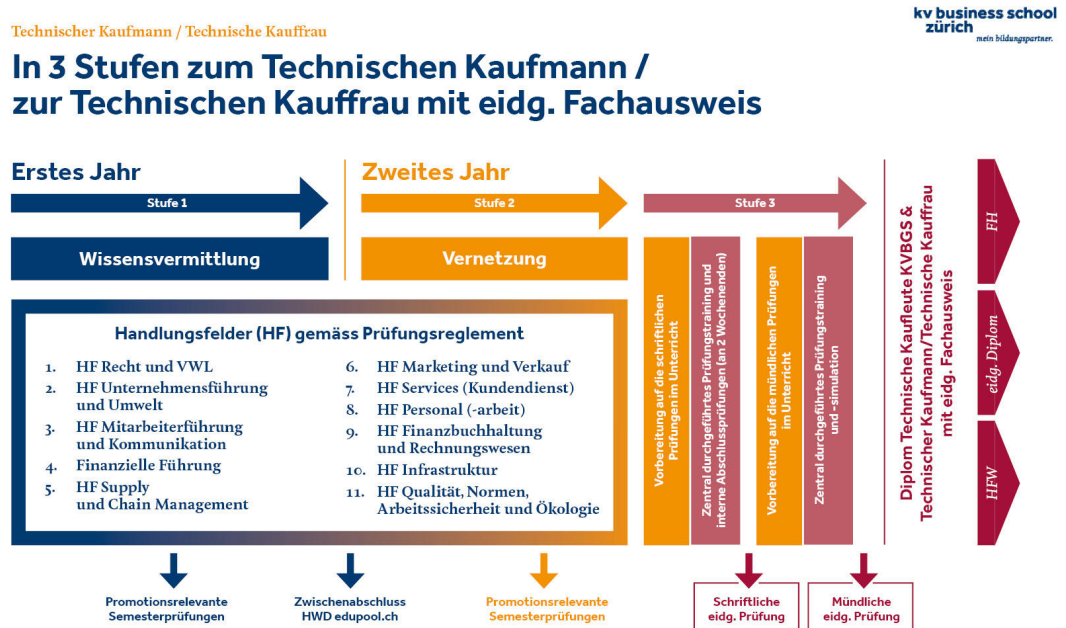 kv business school
zürich
mein bildungspartner.
Technischer Kaufmann / Technische Kauffrau
In 3 Stufen zum Technischen Kaufmann /
zur Technischen Kauffrau mit eidg. Fachausweis
Erstes Jahr
Stufe 1
Wissensvermittlung
Zweites Jahr
Stufe 2
Vernetzung
Stufe 3
Handlungsfelder (HF) gemäss Prüfungsreglement
1. HF Recht und VWL
2. HF Unternehmensführung
und Umwelt
3. HF Mitarbeiterführung
und Kommunikation
4. Finanzielle Führung
5. HF Supply
und Chain Management
6. HF Marketing und Verkauf
7. HF Services (Kundendienst)
8. HF Personal (-arbeit)
9. HF Finanzbuchhaltung
und Rechnungswesen
10. HF Infrastruktur
11. HF Qualität, Normen,
Arbeitssicherheit und Ökologie
Vorbereitung auf die schriftlichen
Prüfungen im Unterricht
Zentral durchgeführtes Prüfungstraining und
interne Abschlussprüfungen (an 2 Wochenenden)
Vorbereitung auf die mündlichen Prüfungen
im Unterricht
Zentral durchgeführtes Prüfungstraining
und -simulation
Diplom Technische Kaufleute KVBGS &
Technischer Kaufmann/Technische Kauffrau
mit eidg. Fachausweis
FH
eidg. Diplom
HFW
Promotionsrelevante
Semesterprüfungen
Zwischenabschluss
HWD edupool.ch
Promotionsrelevante
Semesterprüfungen
Schriftliche
eidg. Prüfung
Mündliche
eidg. Prüfung